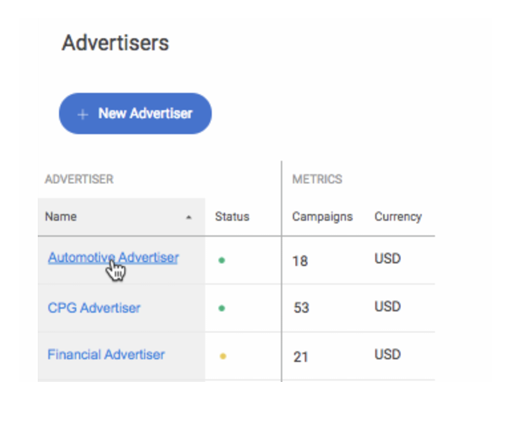 Advertisers
+ New Advertiser
ADVERTISER METRICS
Name Status Campaigns Currency
Automotive Advertiser 18 USD
CPG Advertiser 53 USD
Financial Advertiser 21 USD